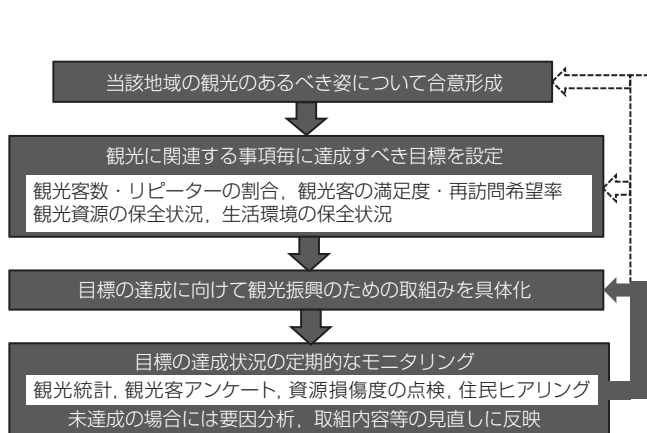 当該地域の観光のあるべき姿について合意形成
観光に関連する事項毎に達成すべき目標を設定
観光客数・リピーターの割合，観光客の満足度・再訪問希望率
観光資源の保全状況，生活環境の保全状況
目標の達成に向けて観光振興のための取組みを具体化
目標の達成状況の定期的なモニタリング
観光統計，観光客アンケート，資源損傷度の点検，住民ヒアリング
未達成の場合には要因分析，取組内容等の見直しに反映